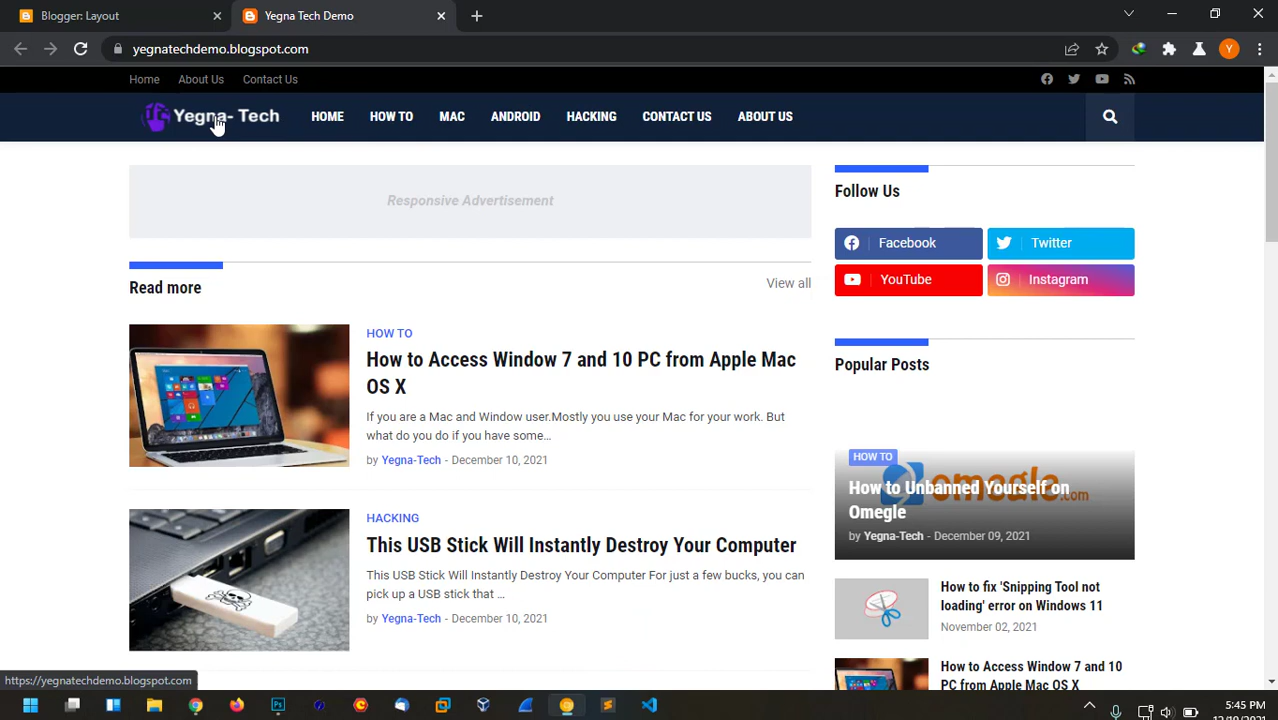 Blogger: Layout
Yegna Tech Demo
yegnatechdemo.blogspot.com
Y
Home About Us Contact Us
Yegna- Tech
HOME HOW TO MAC ANDROID HACKING CONTACT US ABOUT US
Responsive Advertisement
Read more
View all
HOW TO
How to Access Window 7 and 10 PC from Apple Mac
OS X
If you are a Mac and Window user.Mostly you use your Mac for your work. But
what do you do if you have some...
by Yegna-Tech - December 10, 2021
HACKING
This USB Stick Will Instantly Destroy Your Computer
This USB Stick Will Instantly Destroy Your Computer For just a few bucks, you can
pick up a USB stick that ...
by Yegna-Tech - December 10, 2021
Follow Us
Facebook
Twitter
YouTube
Instagram
Popular Posts
HOW TO
omegle.com
How to Unbanned Yourself on
Omegle
by Yegna-Tech - December 09, 2021
How to fix 'Snipping Tool not
loading' error on Windows 11
November 02, 2021
How to Access Window 7 and 10
PC from Apple Mac OS X
https://yegnatechdemo.blogspot.com
Ps
5:45 PM